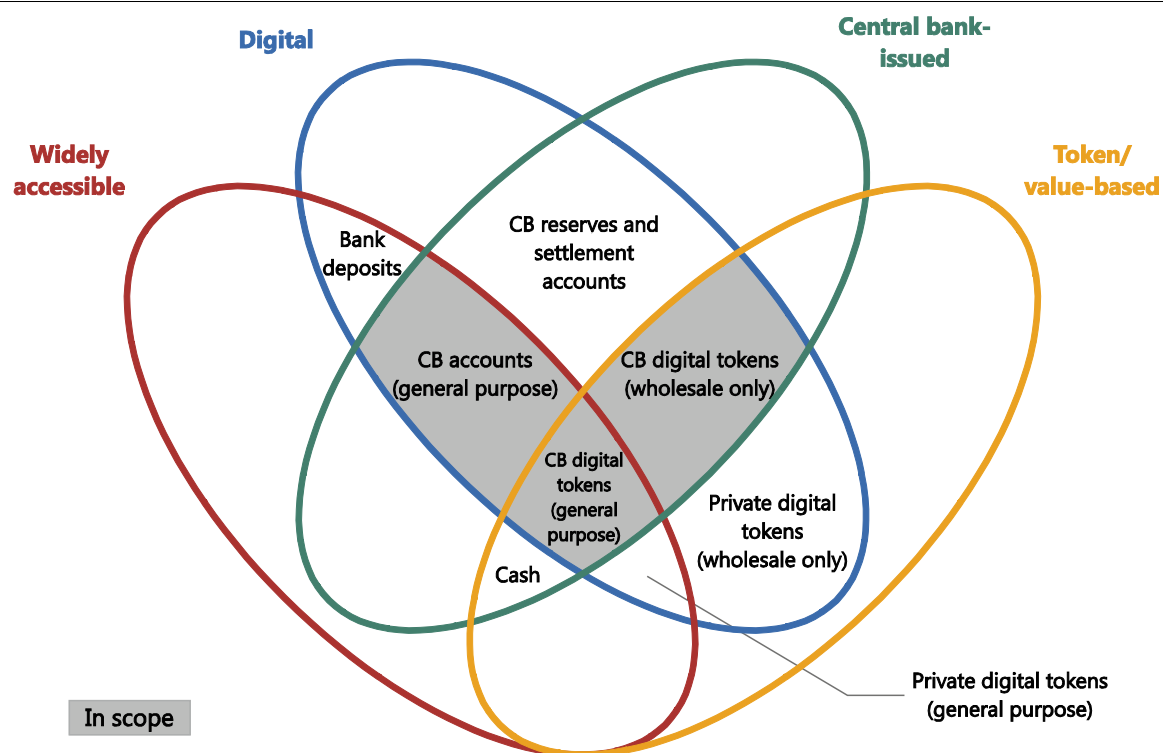 Digital
Central bank-
issued
Widely
accessible
Token/
value-based
Bank
deposits
CB reserves and
settlement
accounts
CB accounts
(general purpose)
CB digital tokens
(wholesale only)
CB digital
tokens
(general
purpose)
Private digital
tokens
(wholesale only)
Cash
Private digital tokens
(general purpose)
In scope